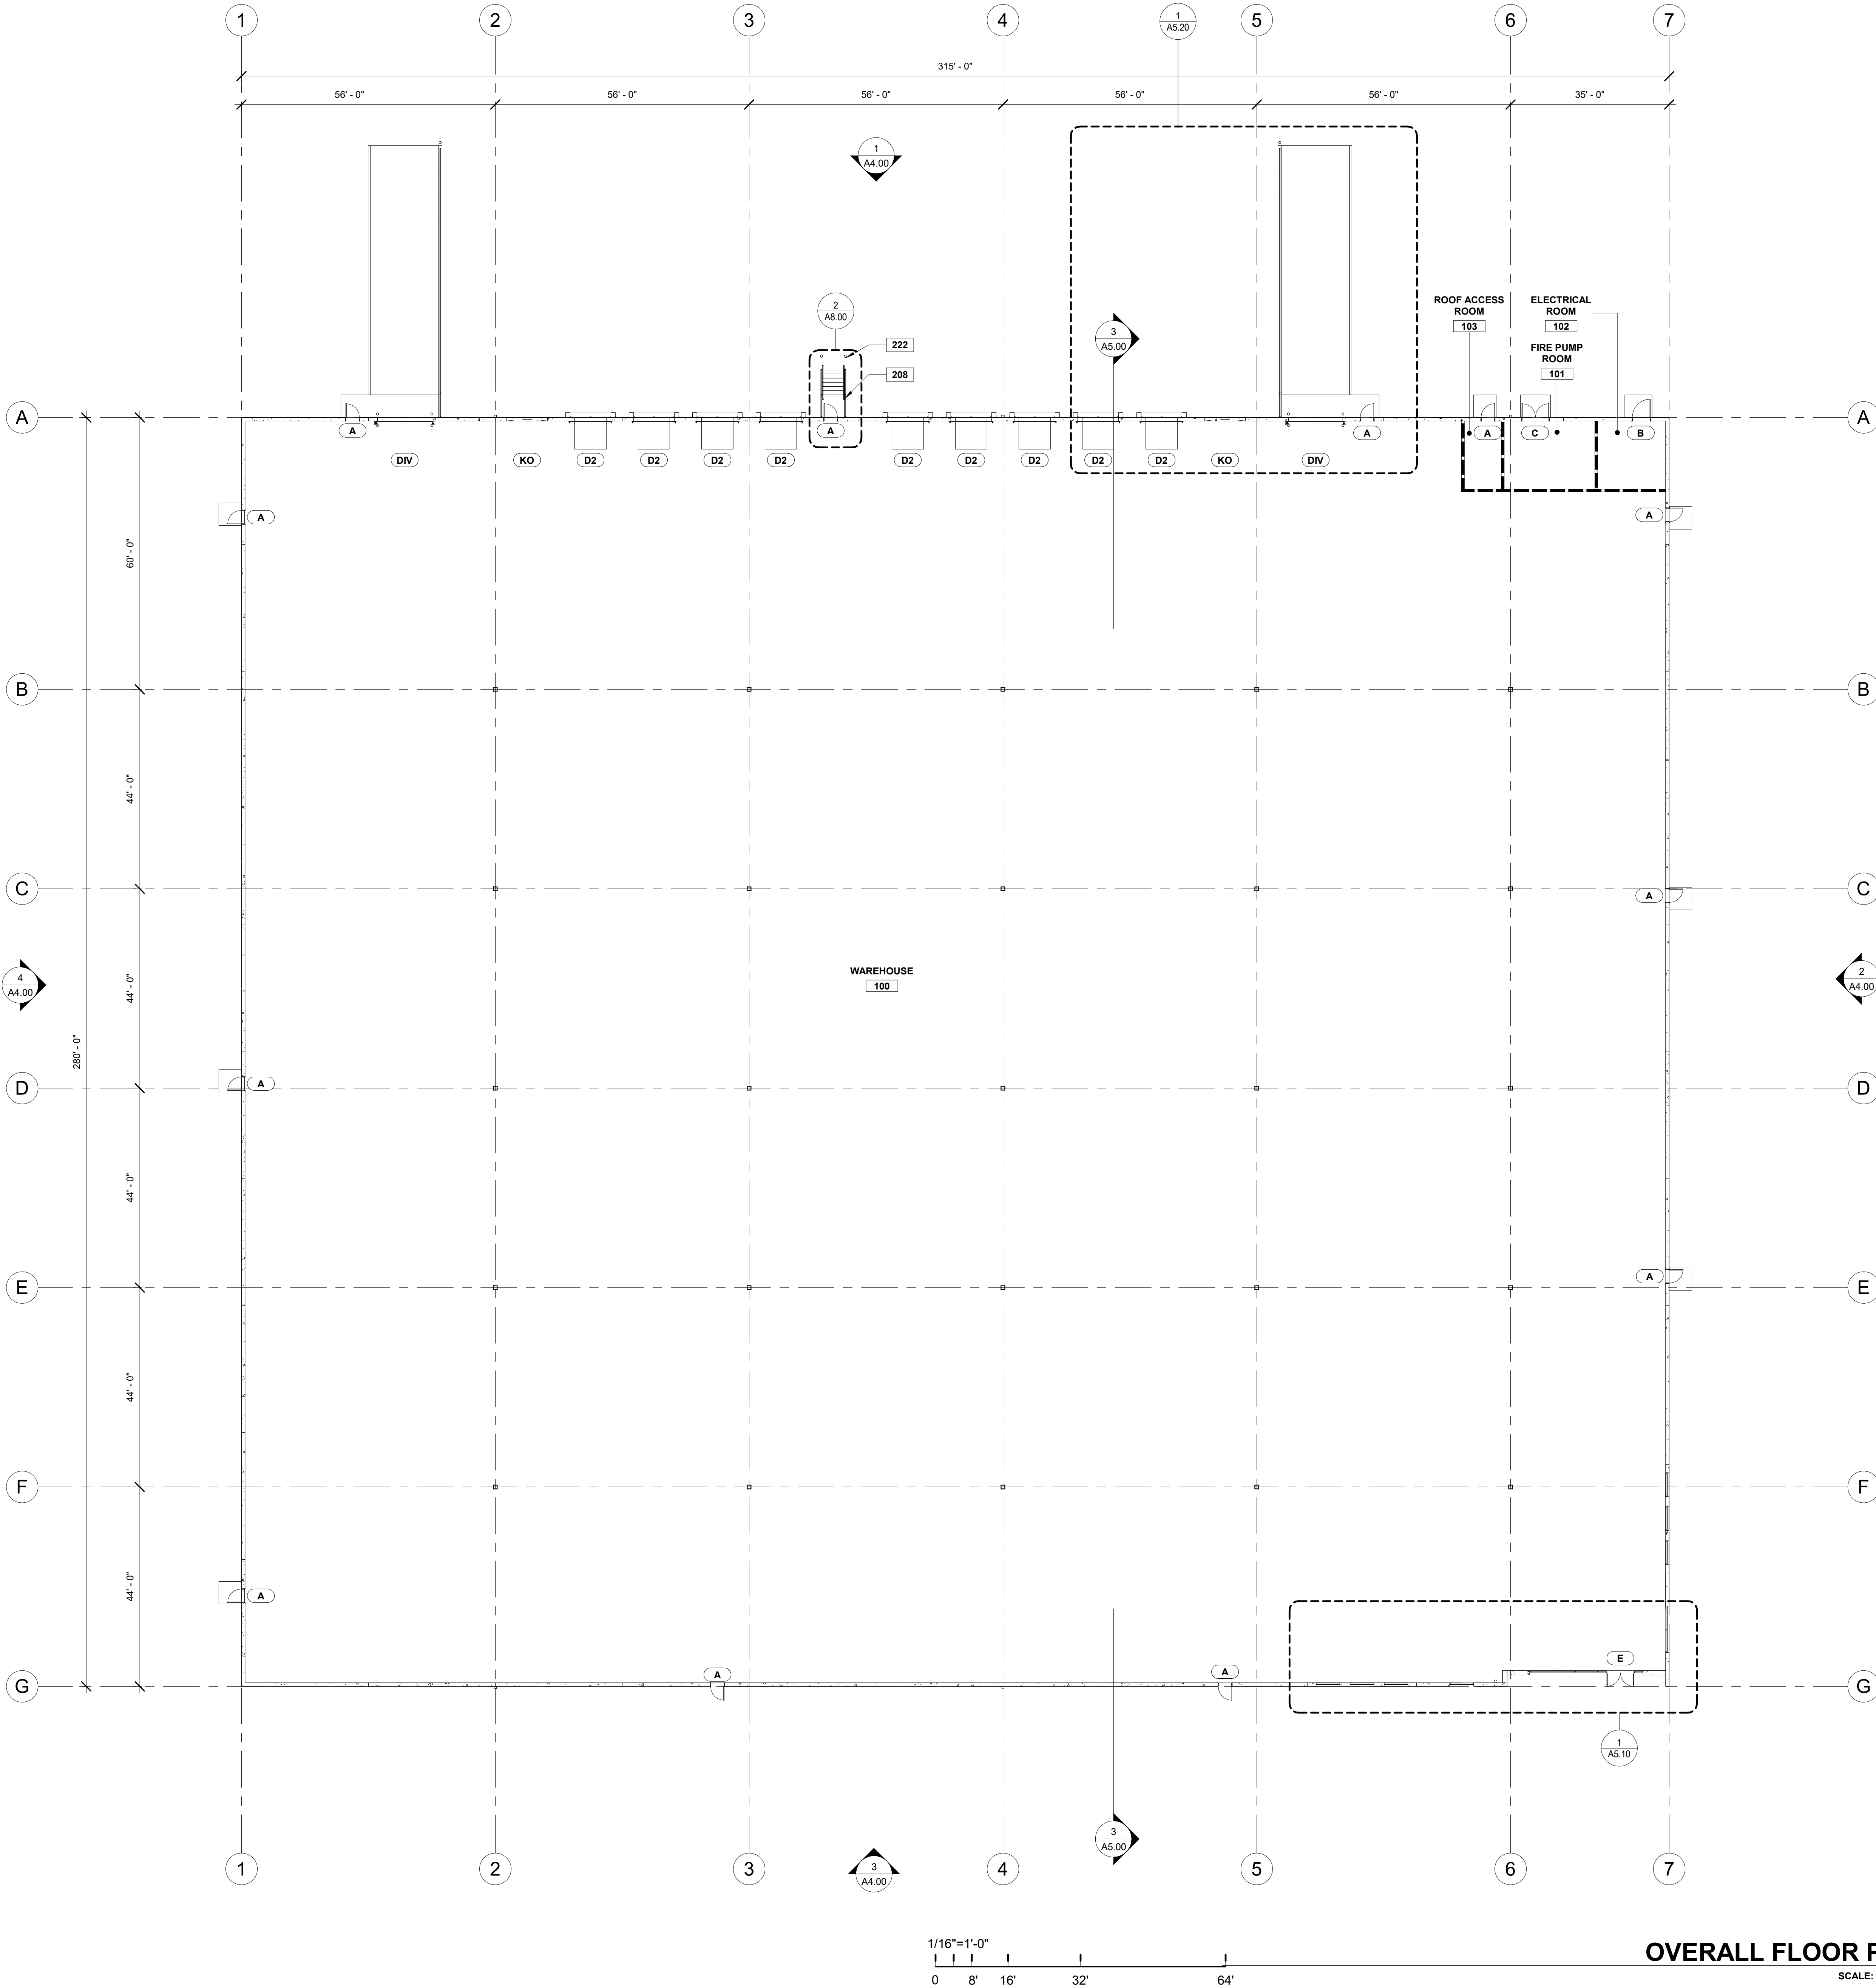 1 2 3 4 5 6 7
1
A5.20
315' - 0"
56' - 0" 56' - 0" 56' - 0" 56' - 0" 56' - 0" 35' - 0"
1
A4.00
ROOF ACCESS
ROOM
103
ELECTRICAL
ROOM
102
2
A8.00
3
A5.00
222
FIRE PUMP
ROOM
101
208
A A
A A A A C B
DIV KO D2 D2 D2 D2 D2 D2 D2 D2 D2 KO DIV
A A
60' - 0"
B B
44' - 0"
C A C
WAREHOUSE
100
4
A4.00
44' - 0"
2
A4.00
280' - 0"
D A D
44' - 0"
E A E
44' - 0"
F F
44' - 0"
A
E
G A A G
1
A5.10
3
A5.00
1 2 3 4 5 6 7
3
A4.00
1/16"=1'-0"
0 8' 16' 32' 64'
OVERALL FLOOR
SCALE: